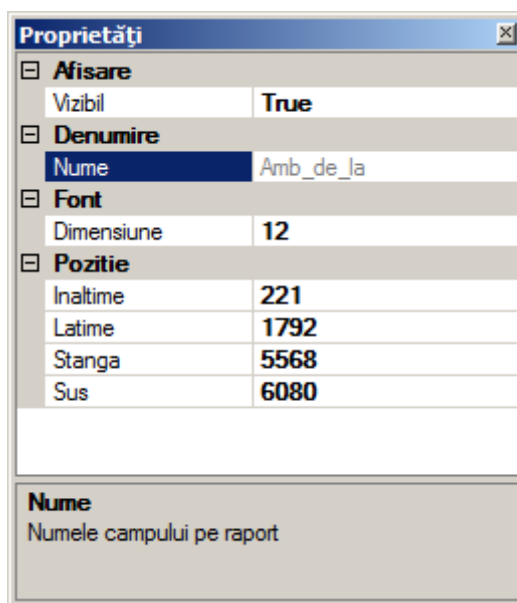 Proprietăţi
Afisare
Vizibil True
Denumire
Nume Amb_de_la
Font
Dimensiune 12
Pozitie
Inaltime 221
Latime 1792
Stanga 5568
Sus 6080
Nume
Numele campului pe raport